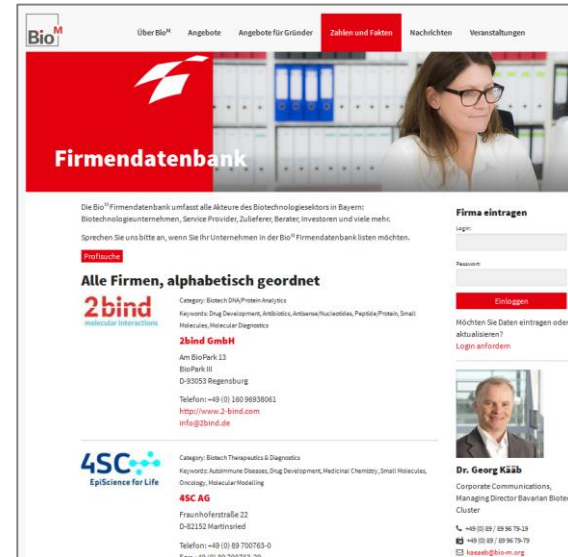 Bio M
Über Bio M Angebote Angebote für Gründer Zahlen und Fakten Nachrichten Veranstaltungen
Firmendatenbank
Die Bio M Firmendatenbank umfasst alle Akteure des Biotechnologiesektors in Bayern:
Biotechnologieunternehmen, Service Provider, Zulieferer, Berater, Investoren und viele mehr.
Sprechen Sie uns bitte an, wenn Sie Ihr Unternehmen in der Bio M Firmendatenbank listen möchten.
Profisuche
Alle Firmen, alphabetisch geordnet
2bind
molecular interactions
Category: Biotech DNA/Protein Analytics
Keywords: Drug Development, Antibiotics, Antisense/Nucleotides, Peptide/Protein, Small
Molecules, Molecular Diagnostics
2bind GmbH
Am BioPark 13
BioPark III
D-93053 Regensburg
Telefon: +49 (0) 160 96938061
http://www.2-bind.com
info@2bind.de
4SC
EpiScience for Life
Category: Biotech Therapeutics & Diagnostics
Keywords: Autoimmune Diseases, Drug Development, Medicinal Chemistry, Small Molecules,
Oncology, Molecular Modelling
4SC AG
Fraunhoferstraße 22
D-82152 Martinsried
Telefon: +49 (0) 89 700763-0
Firma eintragen
Login:
Passwort:
Einloggen
Möchten Sie Daten eintragen oder
aktualisieren?
Login anfordern
Dr. Georg Kääb
Corporate Communications,
Managing Director Bavarian Biotech
Cluster
+49 (0) 89 / 89 96 79-19
+49 (0) 89 / 89 96 79-79
kaeaeb@bio-m.org